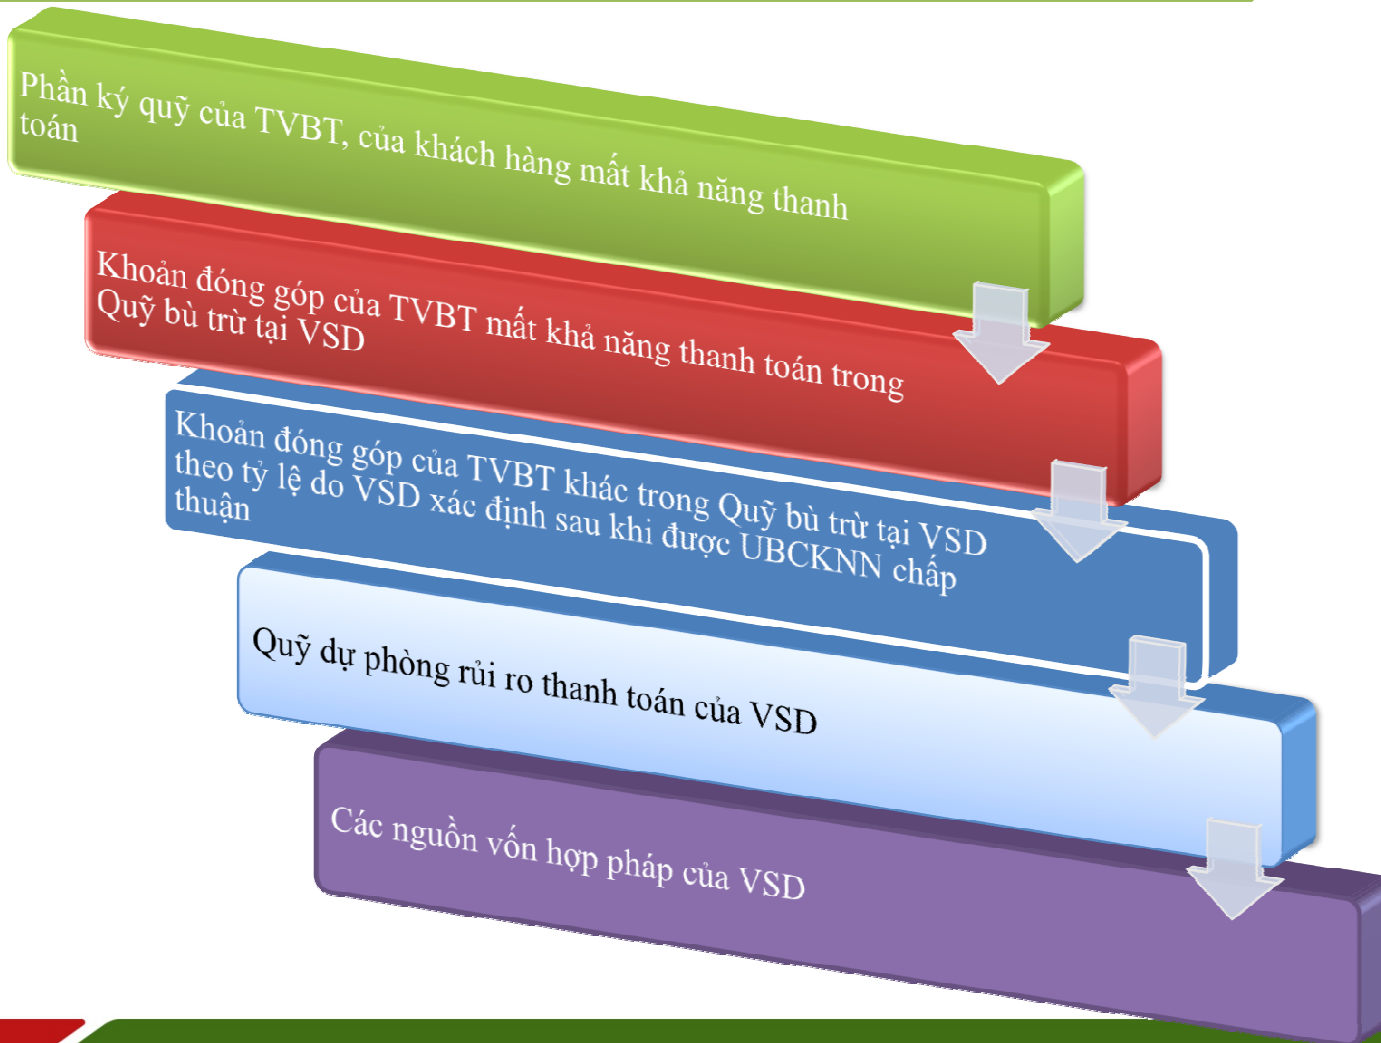 Phần ký quỹ của TVBT, của khách hàng mất khả năng thanh
toán
Khoản đóng góp của TVBT mất khả năng thanh toán trong
Quỹ bù trừ tại VSD
Khoản đóng góp của TVBT khác trong Quỹ bù trừ tại VSD
theo tỷ lệ do VSD xác định sau khi được UBCKNN chấp
thuận
Quỹ dự phòng rủi ro thanh toán của VSD
Các nguồn vốn hợp pháp của VSD